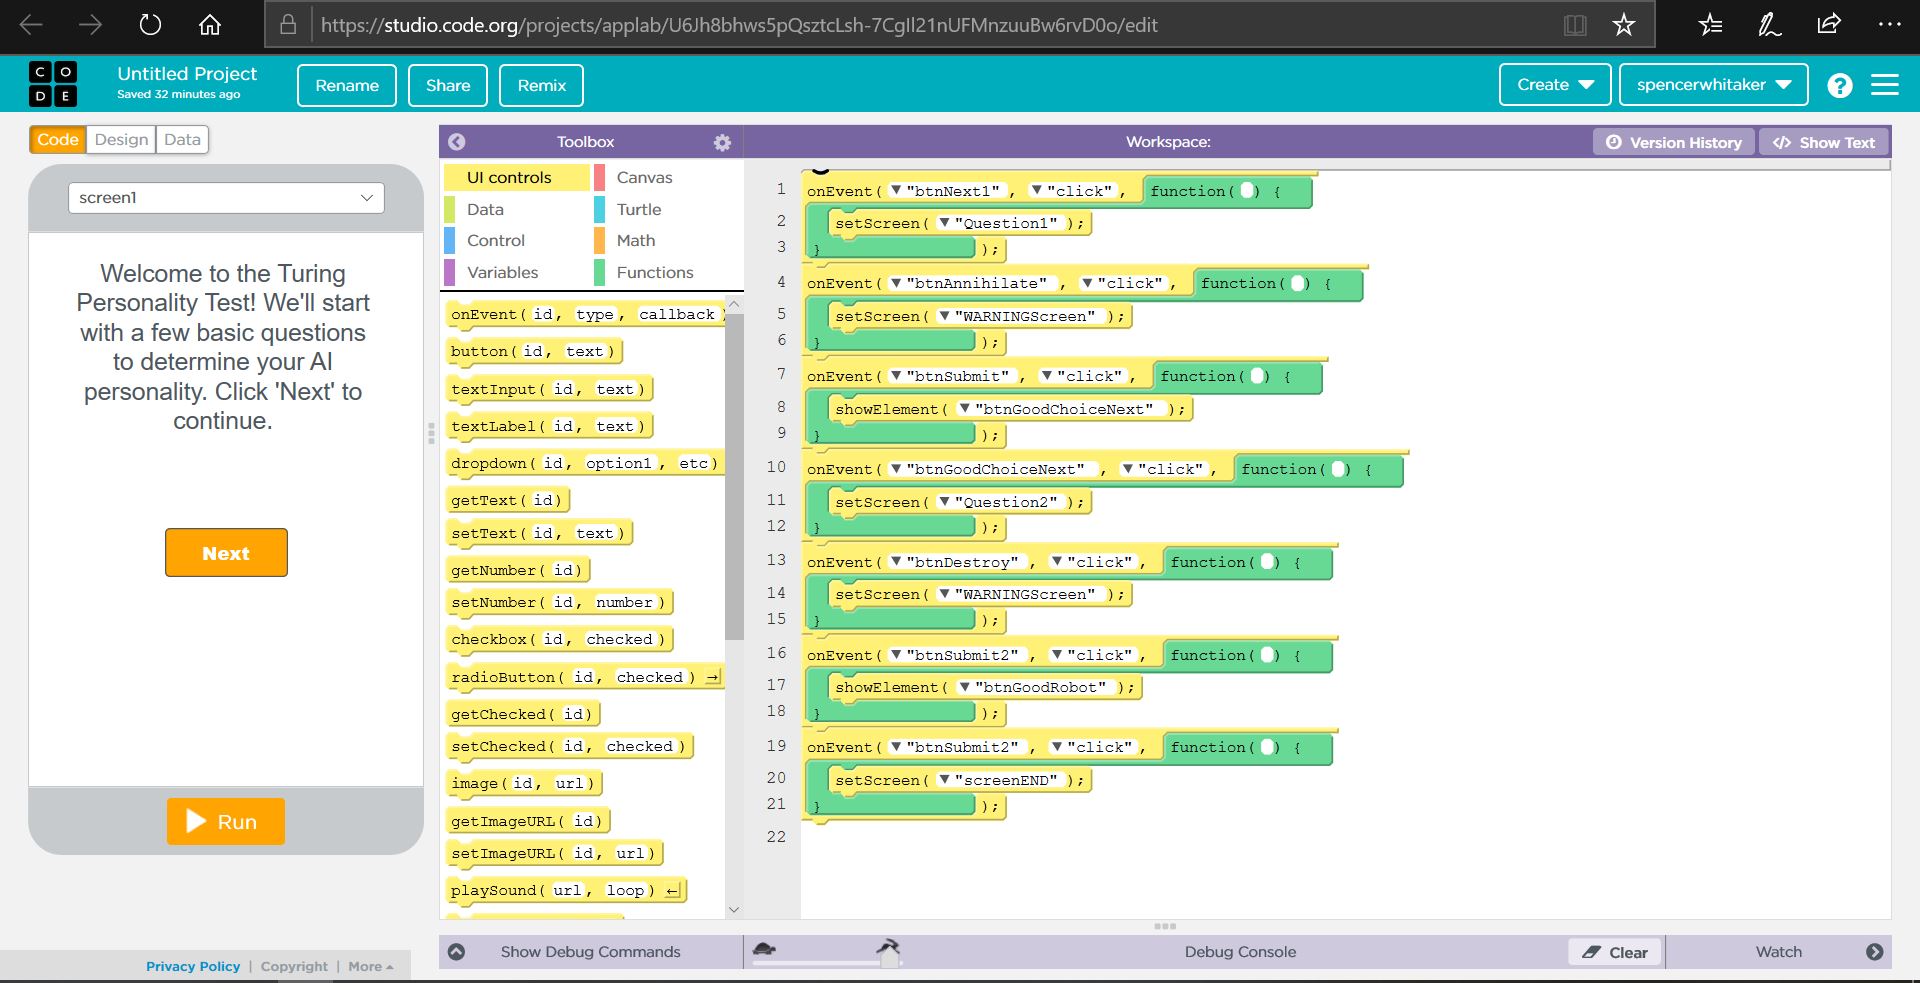 https://studio.code.org/projects/applab/U6Jh8bhws5pQsztcLsh-7CgIl21nUFMnzuuBw6rvD0o/edit
C O D E
Untitled Project
Saved 32 minutes ago
Rename
Share
Remix
Create
spencerwhitaker
?
Code
Design
Data
screen1
Welcome to the Turing
Personality Test! We'll start
with a few basic questions
to determine your AI
personality. Click 'Next' to
continue.
Next
Run
Privacy Policy | Copyright | More
Toolbox
UI controls
Canvas
Data
Turtle
Control
Math
Variables
Functions
onEvent( id, type, callback )
button( id, text )
textInput( id, text )
textLabel( id, text )
dropdown( id, option1, etc )
getText( id )
setText( id, text )
getNumber( id )
setNumber( id, number )
checkbox( id, checked )
radioButton( id, checked )
getChecked( id )
setChecked( id, checked )
image( id, url )
getImageURL( id )
setImageURL( id, url )
playSound( url, loop )
Workspace:
Version History
</> Show Text
1 onEvent( ▼"btnNext1", ▼"click", function( ) {
2 setScreen( ▼"Question1" );
3 } );
4 onEvent( ▼"btnAnnihilate", ▼"click", function( ) {
5 setScreen( ▼"WARNINGScreen" );
6 } );
7 onEvent( ▼"btnSubmit", ▼"click", function( ) {
8 showElement( ▼"btnGoodChoiceNext" );
9 } );
10 onEvent( ▼"btnGoodChoiceNext", ▼"click", function( ) {
11 setScreen( ▼"Question2" );
12 } );
13 onEvent( ▼"btnDestroy", ▼"click", function( ) {
14 setScreen( ▼"WARNINGScreen" );
15 } );
16 onEvent( ▼"btnSubmit2", ▼"click", function( ) {
17 showElement( ▼"btnGoodRobot" );
18 } );
19 onEvent( ▼"btnSubmit2", ▼"click", function( ) {
20 setScreen( ▼"screenEND" );
21 } );
22
Show Debug Commands
Debug Console
Clear
Watch